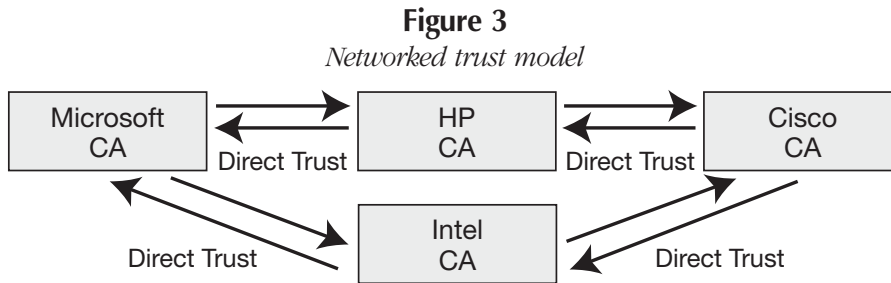 Figure 3
Networked trust model
Microsoft
CA
HP
CA
Cisco
CA
Direct Trust
Direct Trust
Intel
CA
Direct Trust
Direct Trust